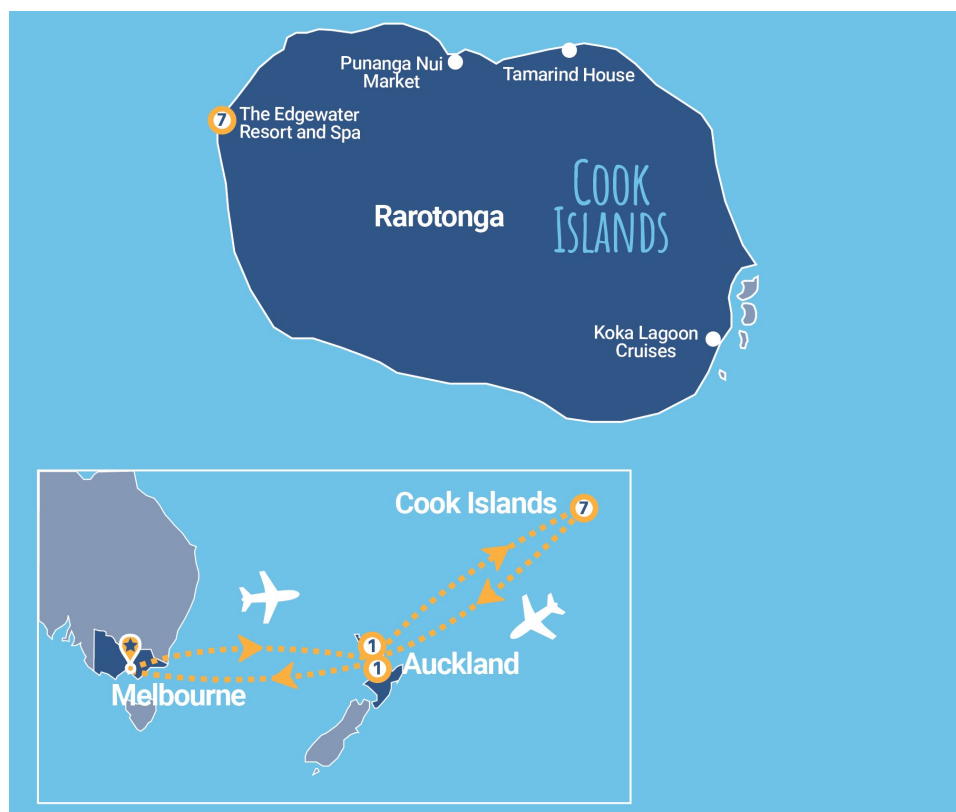 Punanga Nui
Market
Tamarind House
7
The Edgewater
Resort and Spa
COOK
ISLANDS
Rarotonga
Koka Lagoon
Cruises
Cook Islands
7
1
1
Auckland
Melbourne